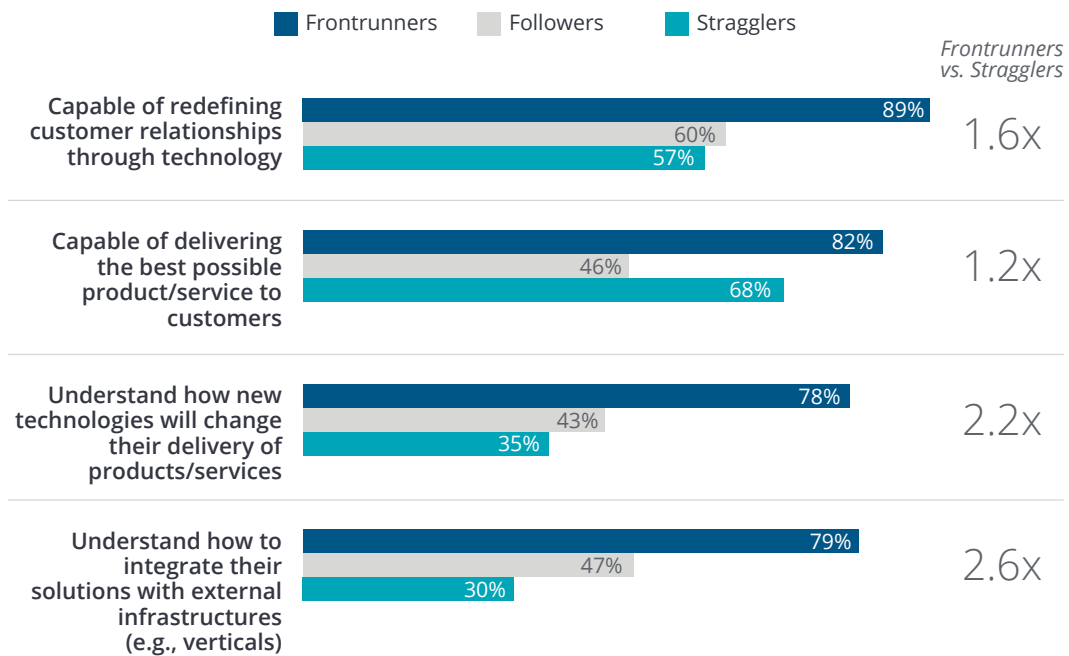 Frontrunners Followers Stragglers
Frontrunners
vs. Stragglers
Capable of redefining
customer relationships
through technology
89%
60%
57%
1.6x
Capable of delivering
the best possible
product/service to
customers
82%
46%
68%
1.2x
Understand how new
technologies will change
their delivery of
products/services
78%
43%
35%
2.2x
Understand how to
integrate their
solutions with external
infrastructures
(e.g., verticals)
79%
47%
30%
2.6x